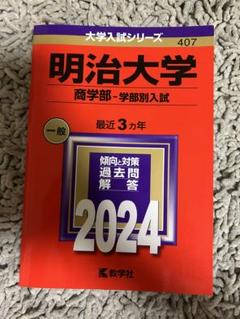 大学入試シリーズ
407
明治大学
商学部-学部別入試
一般
最近3カ年
傾向と対策
過去問
解答
2024
教学社